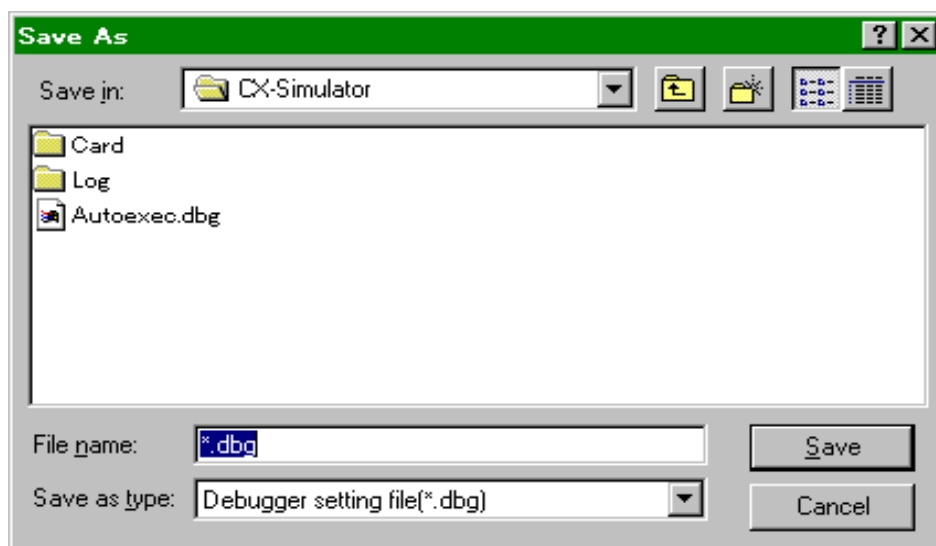 Save As
Save in:
CX-Simulator
Card
Log
Autoexec.dbg
File name:
*.dbg
Save
Save as type:
Debugger setting file(*.dbg)
Cancel